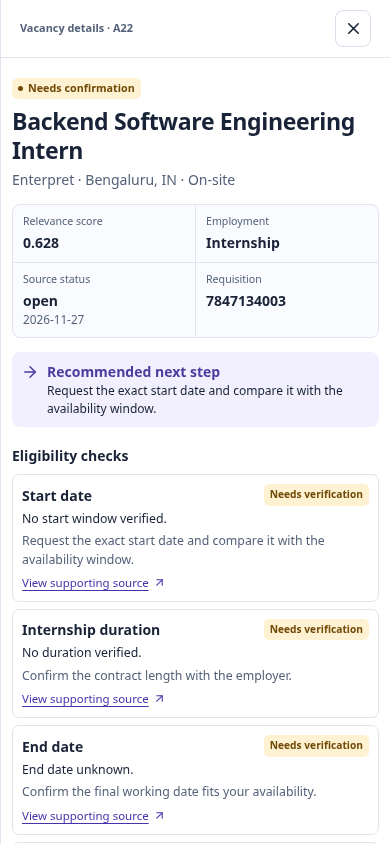 Vacancy details · A22
Needs confirmation
Backend Software Engineering
Intern
Enterpret · Bengaluru, IN · On-site
Relevance score
0.628
Employment
Internship
Source status
open
2026-11-27
Requisition
7847134003
Recommended next step
Request the exact start date and compare it with the
availability window.
Eligibility checks
Start date
Needs verification
No start window verified.
Request the exact start date and compare it with the
availability window.
View supporting source
Internship duration
Needs verification
No duration verified.
Confirm the contract length with the employer.
View supporting source
End date
Needs verification
End date unknown.
Confirm the final working date fits your availability.
View supporting source